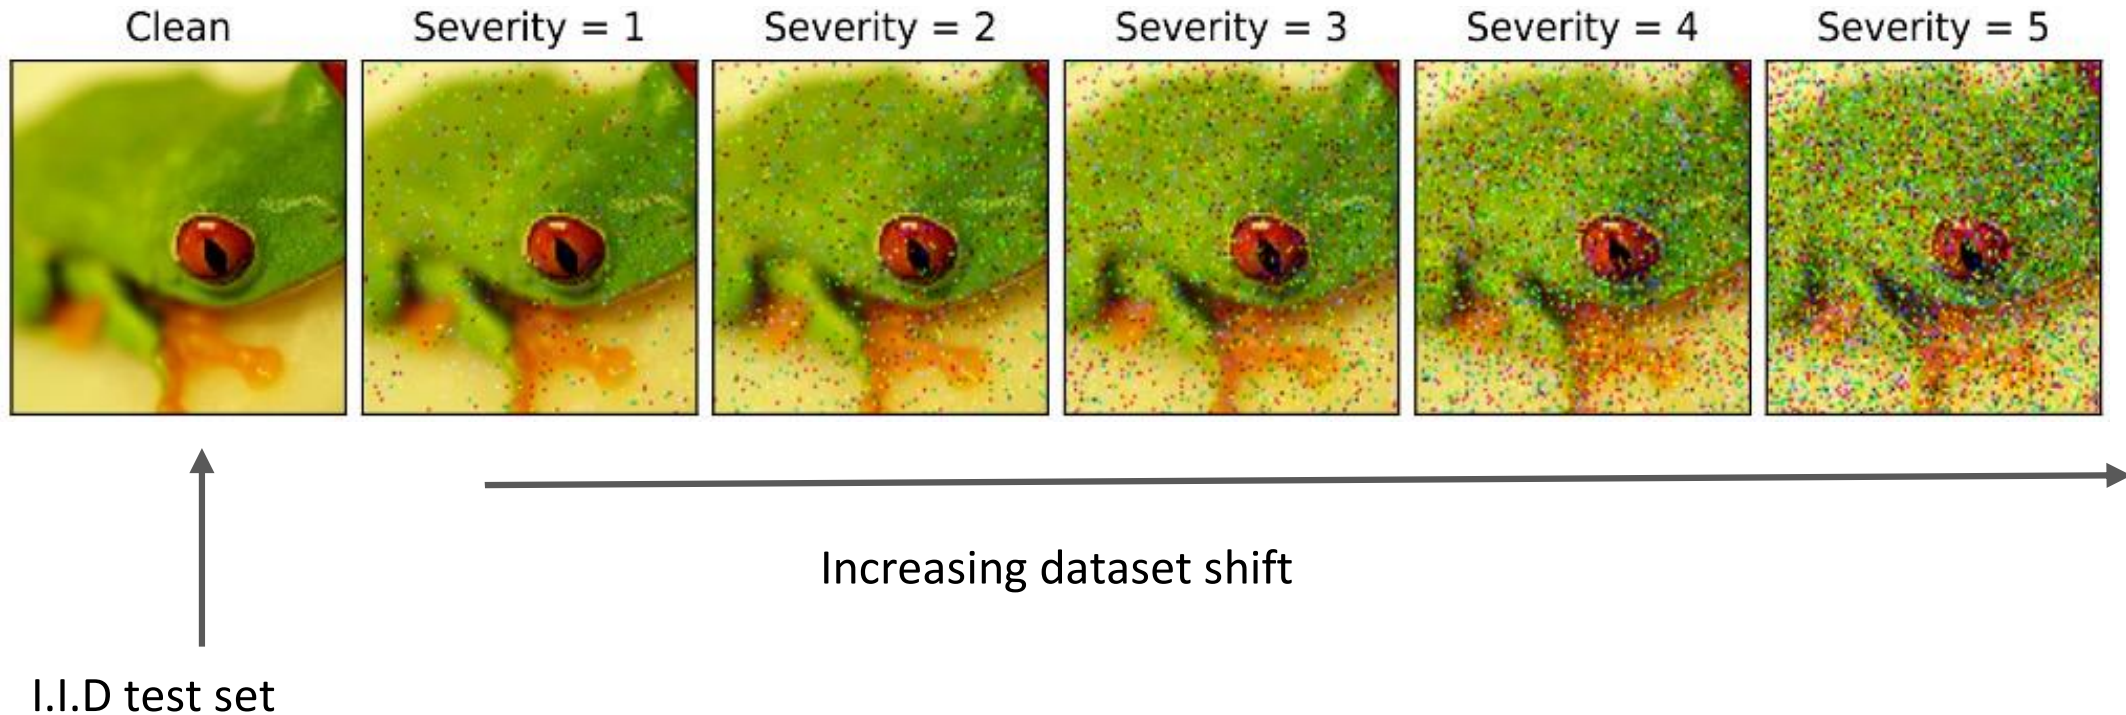 Clean
Severity = 1
Severity = 2
Severity = 3
Severity = 4
Severity = 5
Increasing dataset shift
I.I.D test set